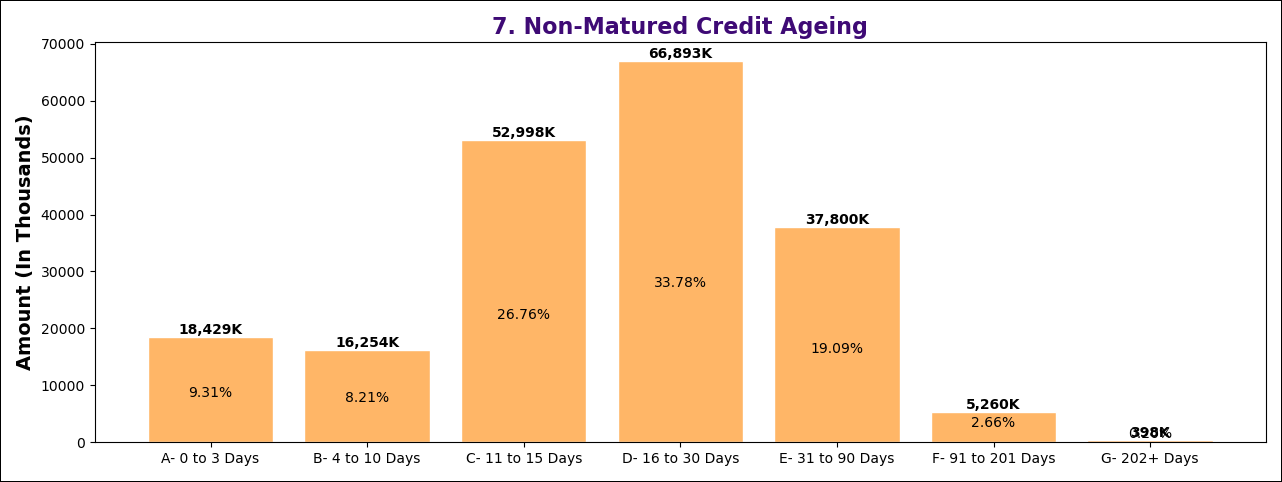 7. Non-Matured Credit Ageing
Amount (In Thousands)
70000
60000
50000
40000
30000
20000
10000
0
18,429K
9.31%
16,254K
8.21%
52,998K
26.76%
66,893K
33.78%
37,800K
19.09%
5,260K
2.66%
398K
A- 0 to 3 Days
B- 4 to 10 Days
C- 11 to 15 Days
D- 16 to 30 Days
E- 31 to 90 Days
F- 91 to 201 Days
G- 202+ Days